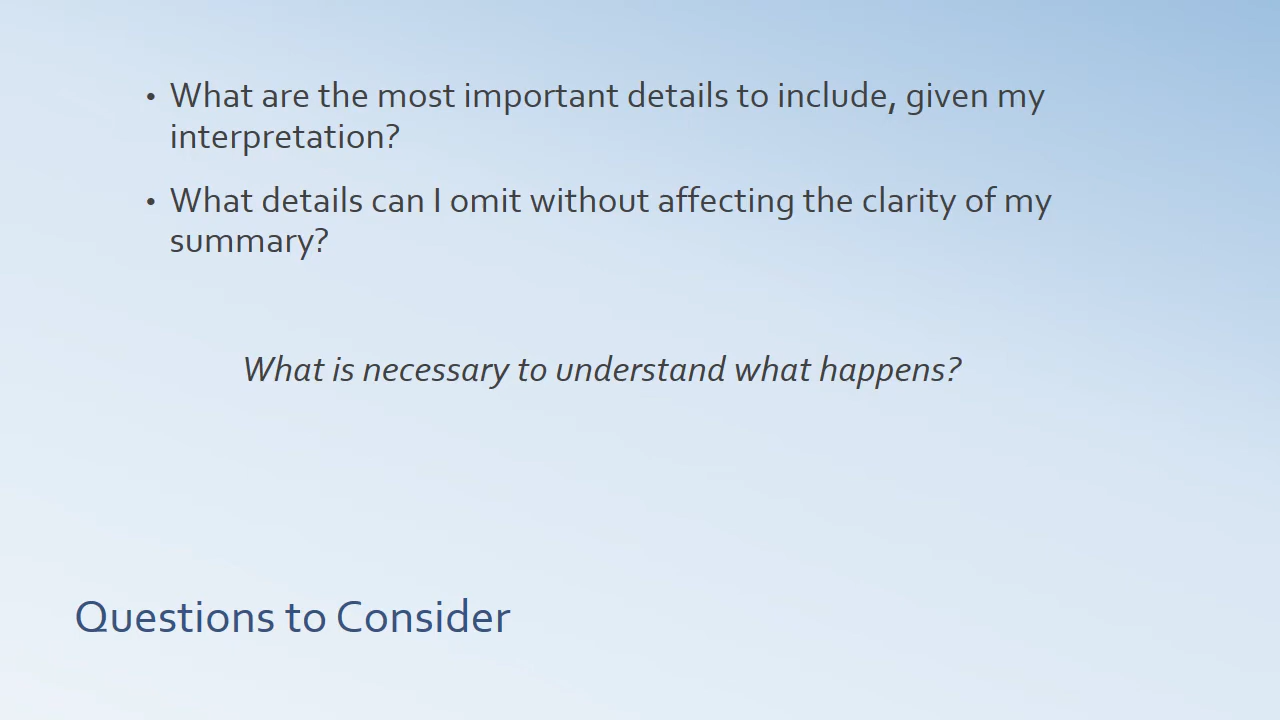 • What are the most important details to include, given my
interpretation?
• What details can I omit without affecting the clarity of my
summary?
What is necessary to understand what happens?
Questions to Consider